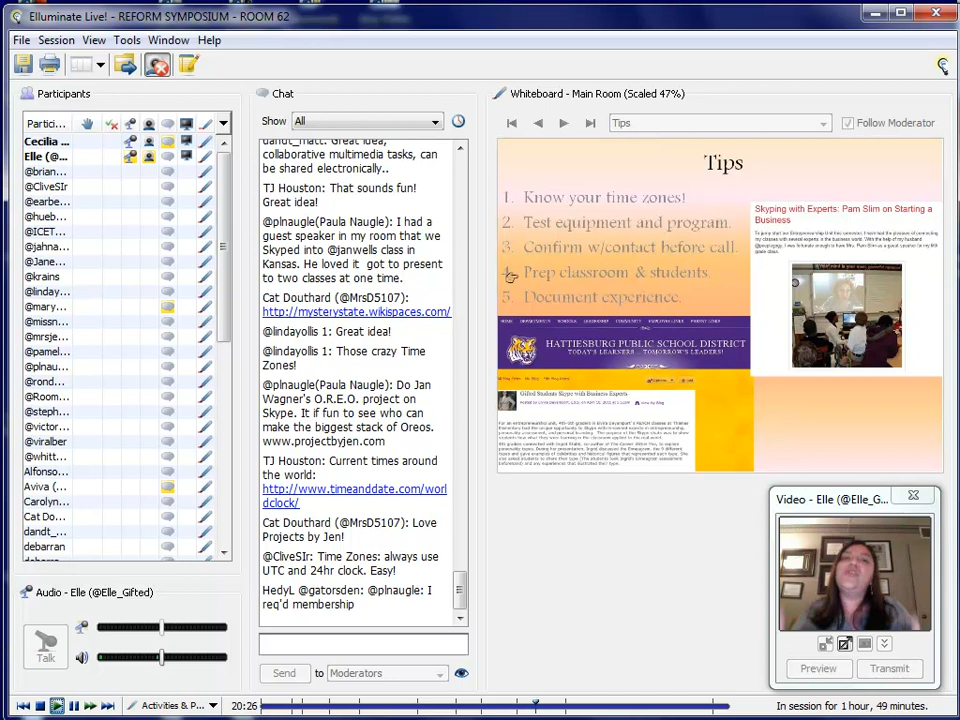 Elluminate Live! - REFORM SYMPOSIUM - ROOM 62
File Session View Tools Window Help
Participants
Partici...
Cecilia ...
Elle (@...
@brian...
@CliveSIr
@earbe...
@hueb...
@ICET...
@jahna...
@Jane...
@krains
@linday...
@mary...
@missn...
@mrsje...
@pamel...
@plnau...
@rond...
@Room...
@steph...
@victor...
@viralber
@whitt...
Alfonso...
Aviva (...
Carolyn...
Cat Do...
dandt_...
debarran
Audio - Elle (@Elle_Gifted)
Talk
Chat
Show All
dandt_matt: Great idea,
collaborative multimedia tasks, can
be shared electronically..
TJ Houston: That sounds fun!
Great idea!
@plnaugle(Paula Naugle): I had a
guest speaker in my room that we
Skyped into @janwells class in
Kansas. He loved it got to present
to two classes at one time.
Cat Douthard (@MrsD5107):
http://mysterystate.wikispaces.com/
@lindayollis 1: Great idea!
@lindayollis 1: Those crazy Time
Zones!
@plnaugle(Paula Naugle): Do Jan
Wagner's O.R.E.O. project on
Skype. It if fun to see who can
make the biggest stack of Oreos.
www.projectbyjen.com
TJ Houston: Current times around
the world:
http://www.timeanddate.com/worl
dclock/
Cat Douthard (@MrsD5107): Love
Projects by Jen!
@CliveSIr: Time Zones: always use
UTC and 24hr clock. Easy!
HedyL @gatorsden: @plnaugle: I
req'd membership
Send to Moderators
Whiteboard - Main Room (Scaled 47%)
Tips
Follow Moderator
Tips
1. Know your time zones!
2. Test equipment and program.
3. Confirm w/contact before call.
Prep classroom & students.
5. Document experience.
Skyping with Experts: Pam Slim on Starting a
Business
HATTIESBURG PUBLIC SCHOOL DISTRICT
TODAY'S LEARNERS ... TOMORROW'S LEADERS!
Gifted Students Skype with Business Experts
Video - Elle (@Elle_G...
Preview Transmit
Activities & P... 20:26
In session for 1 hour, 49 minutes.